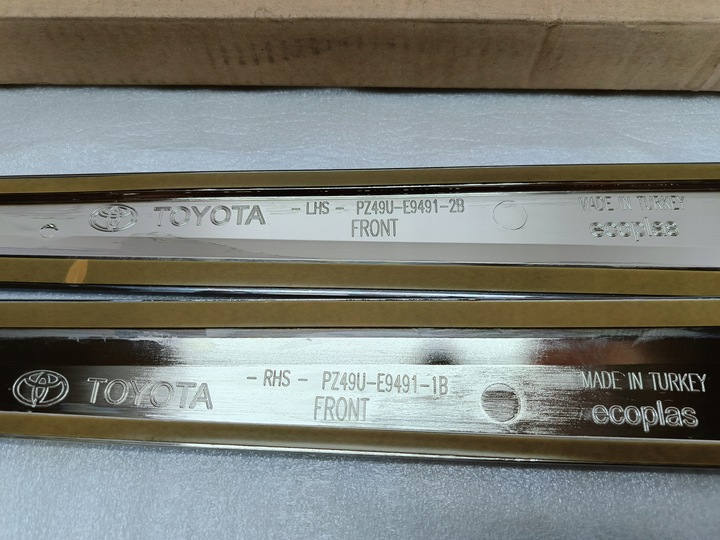 TOYOTA - LHS - PZ49U-E9491-2B MADE IN TURKEY
FRONT ecoplas
TOYOTA - RHS - PZ49U-E9491-1B MADE IN TURKEY
FRONT ecoplas